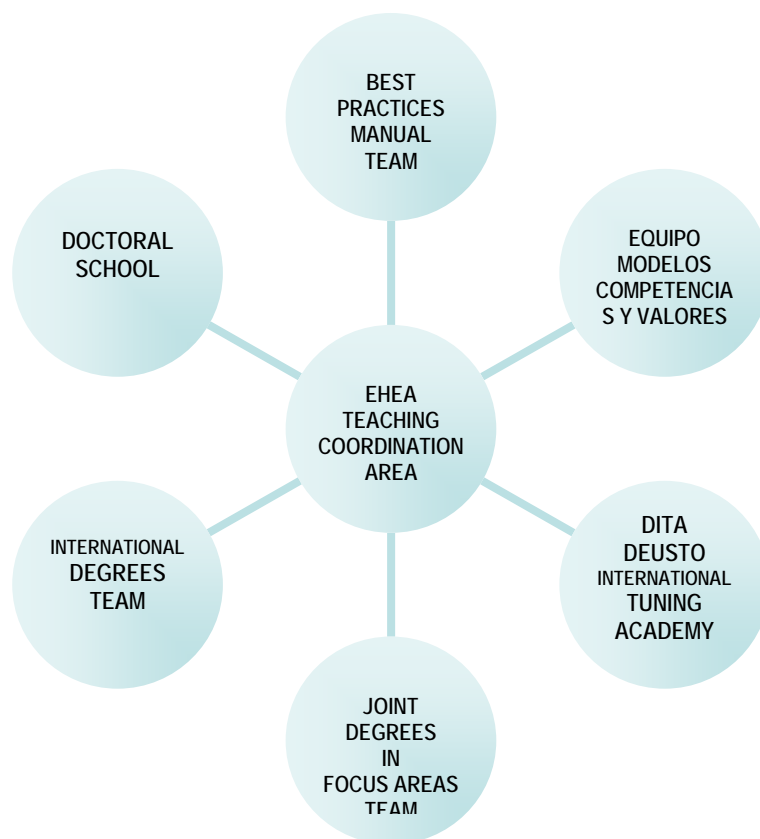 BEST
PRACTICES
MANUAL
TEAM
DOCTORAL
SCHOOL
EQUIPO
MODELOS
COMPETENCIA
S Y VALORES
EHEA
TEACHING
COORDINATION
AREA
INTERNATIONAL
DEGREES
TEAM
DITA
DEUSTO
INTERNATIONAL
TUNING
ACADEMY
JOINT
DEGREES
IN
FOCUS AREAS
TEAM